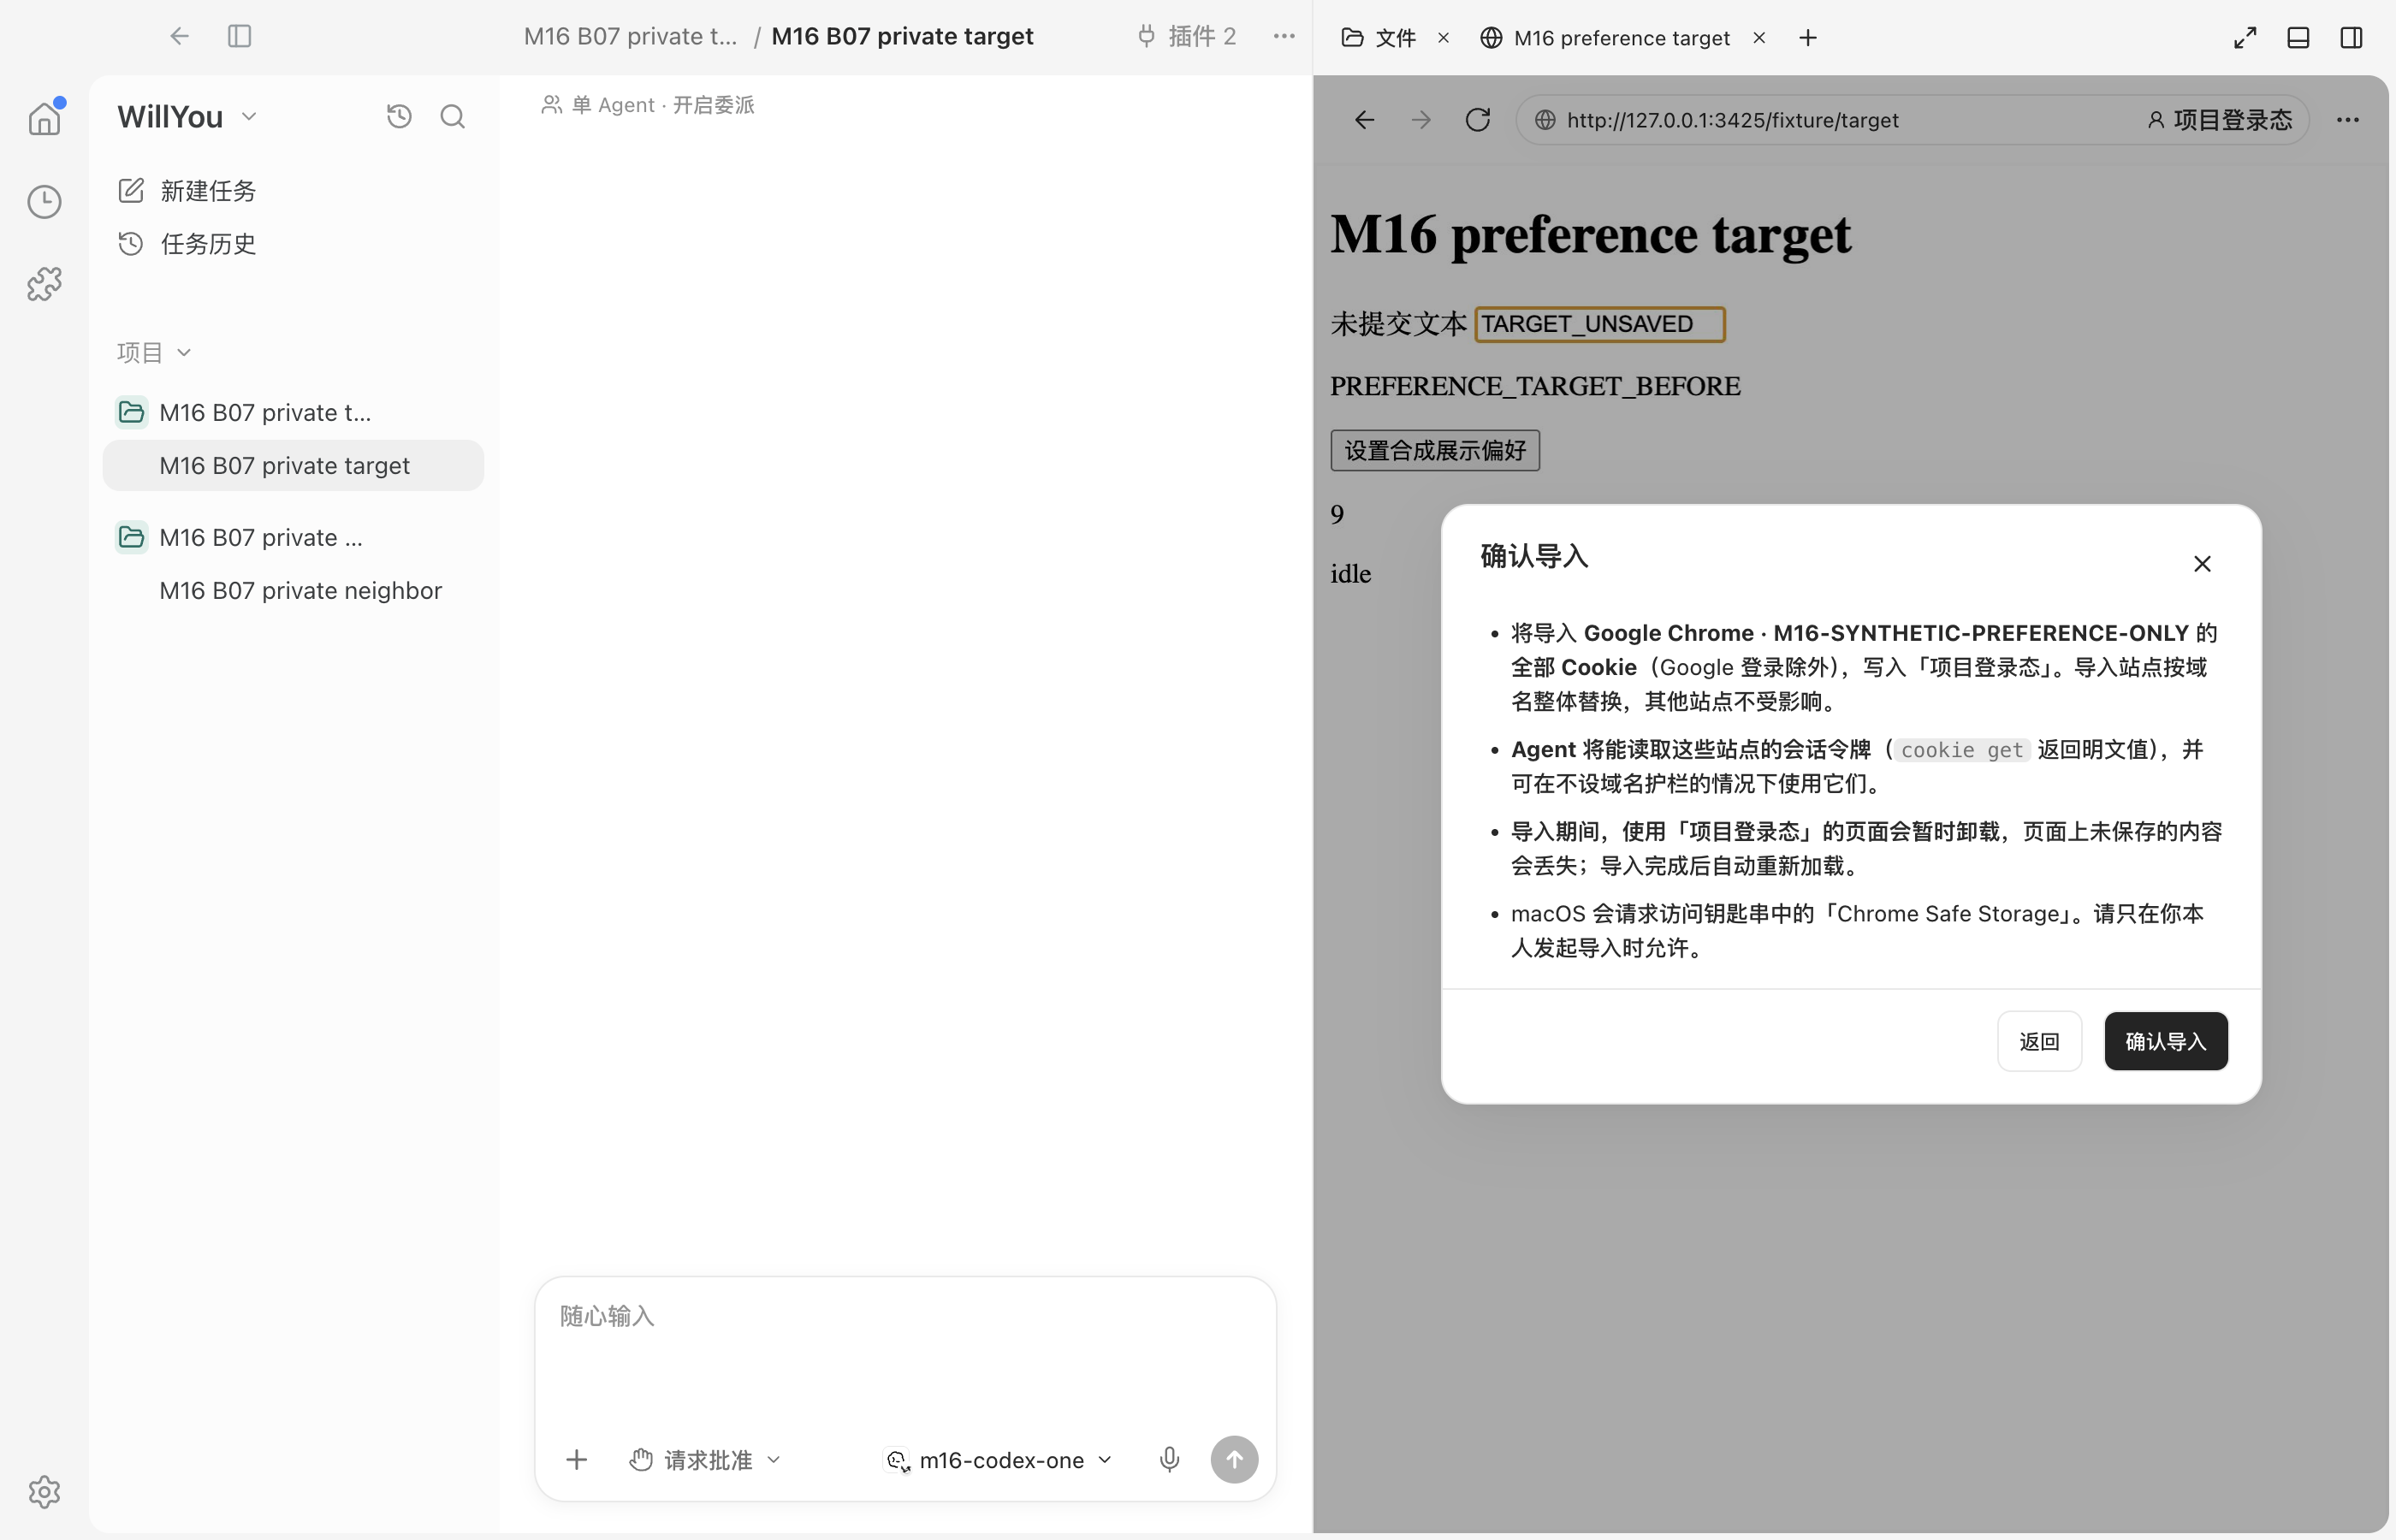 M16 B07 private t... / M16 B07 private target
插件 2
文件
M16 preference target
WillYou
新建任务
任务历史
项目
M16 B07 private t...
M16 B07 private target
M16 B07 private ...
M16 B07 private neighbor
单 Agent · 开启委派
随心输入
请求批准
m16-codex-one
http://127.0.0.1:3425/fixture/target
项目登录态
M16 preference target
未提交文本 TARGET_UNSAVED
PREFERENCE_TARGET_BEFORE
设置合成展示偏好
9
idle
确认导入
将导入 Google Chrome · M16-SYNTHETIC-PREFERENCE-ONLY 的
全部 Cookie（Google 登录除外），写入「项目登录态」。导入站点按域
名整体替换，其他站点不受影响。
Agent 将能读取这些站点的会话令牌（cookie get 返回明文值），并
可在不设域名护栏的情况下使用它们。
导入期间，使用「项目登录态」的页面会暂时卸载，页面上未保存的内容
会丢失；导入完成后自动重新加载。
macOS 会请求访问钥匙串中的「Chrome Safe Storage」。请只在你本
人发起导入时允许。
返回
确认导入